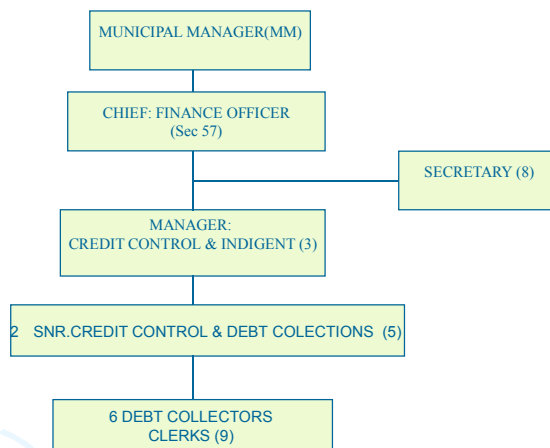 MUNICIPAL MANAGER(MM)
CHIEF: FINANCE OFFICER
(Sec 57)
SECRETARY (8)
MANAGER:
CREDIT CONTROL & INDIGENT (3)
2 SNR.CREDIT CONTROL & DEBT COLECTIONS (5)
6 DEBT COLLECTORS
CLERKS (9)